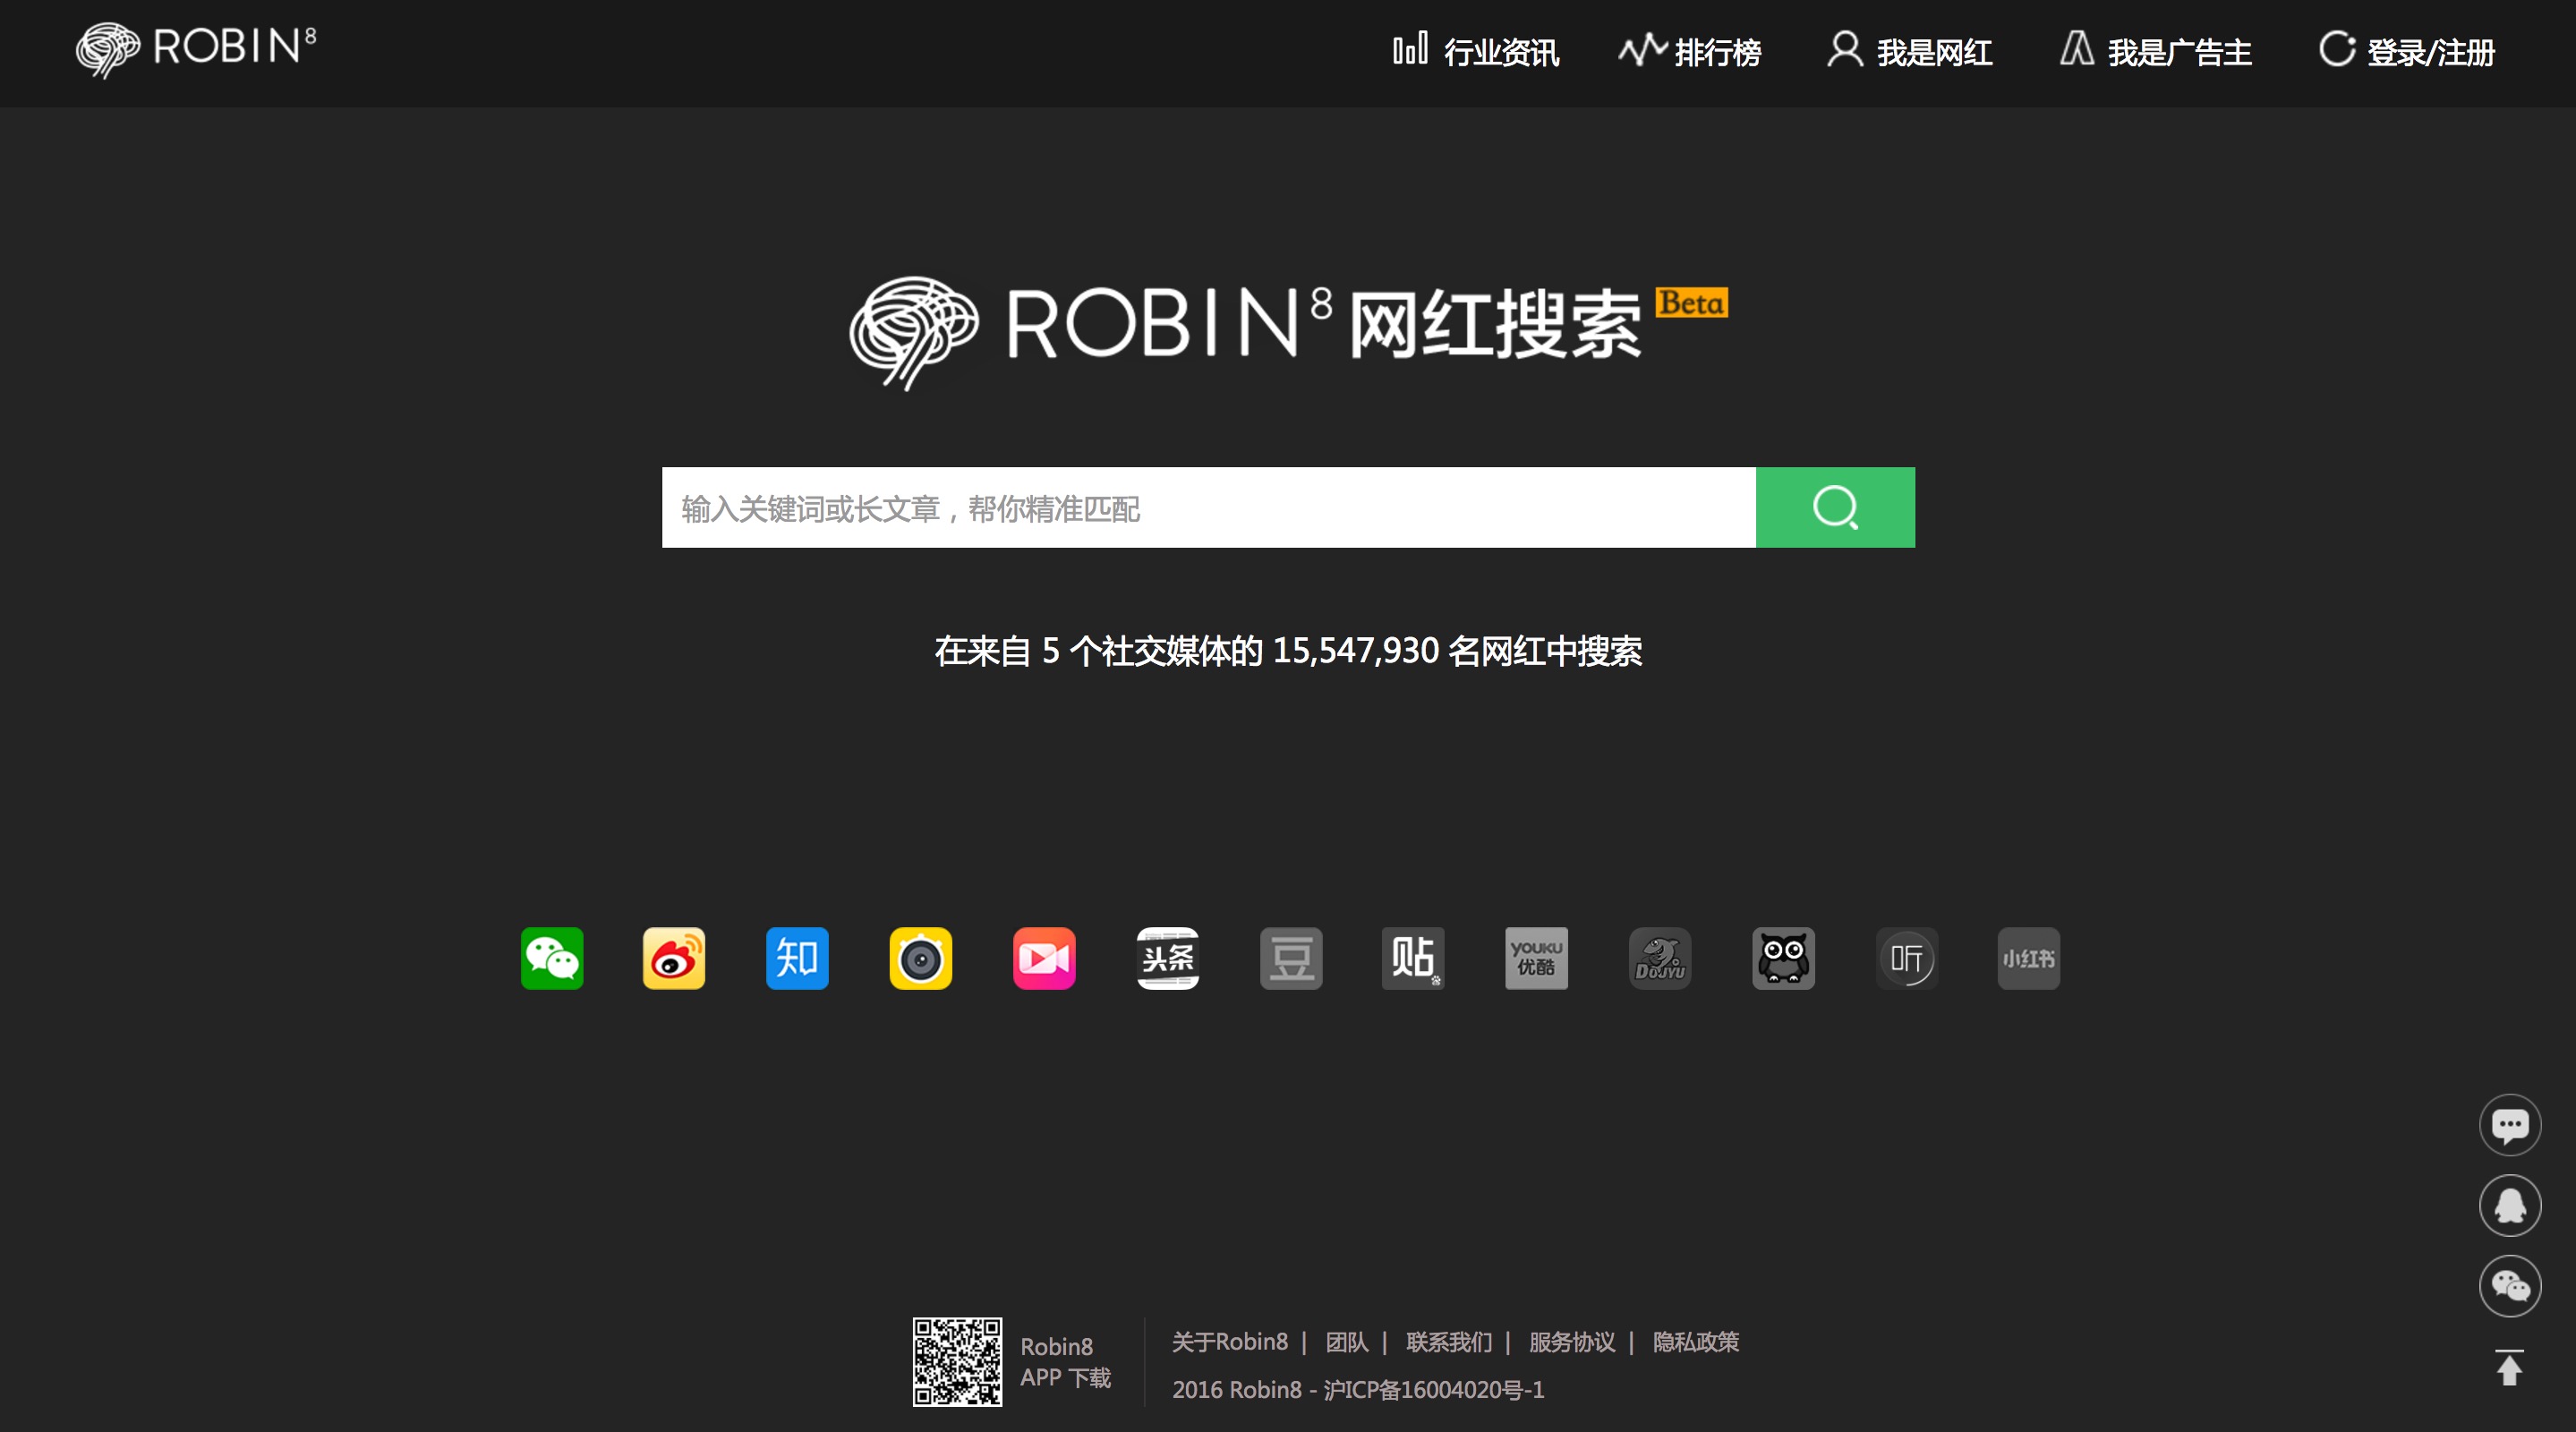 ROBIN8
行业资讯 排行榜 我是网红 我是广告主 登录/注册
ROBIN8 网红搜索 Beta
输入关键词或长文章，帮你精准匹配
在来自 5 个社交媒体的 15,547,930 名网红中搜索
知 头条 豆 贴 YOUKU 优酷 DOUYU 听 小红书
Robin8
APP 下载
关于Robin8 | 团队 | 联系我们 | 服务协议 | 隐私政策
2016 Robin8 - 沪ICP备16004020号-1